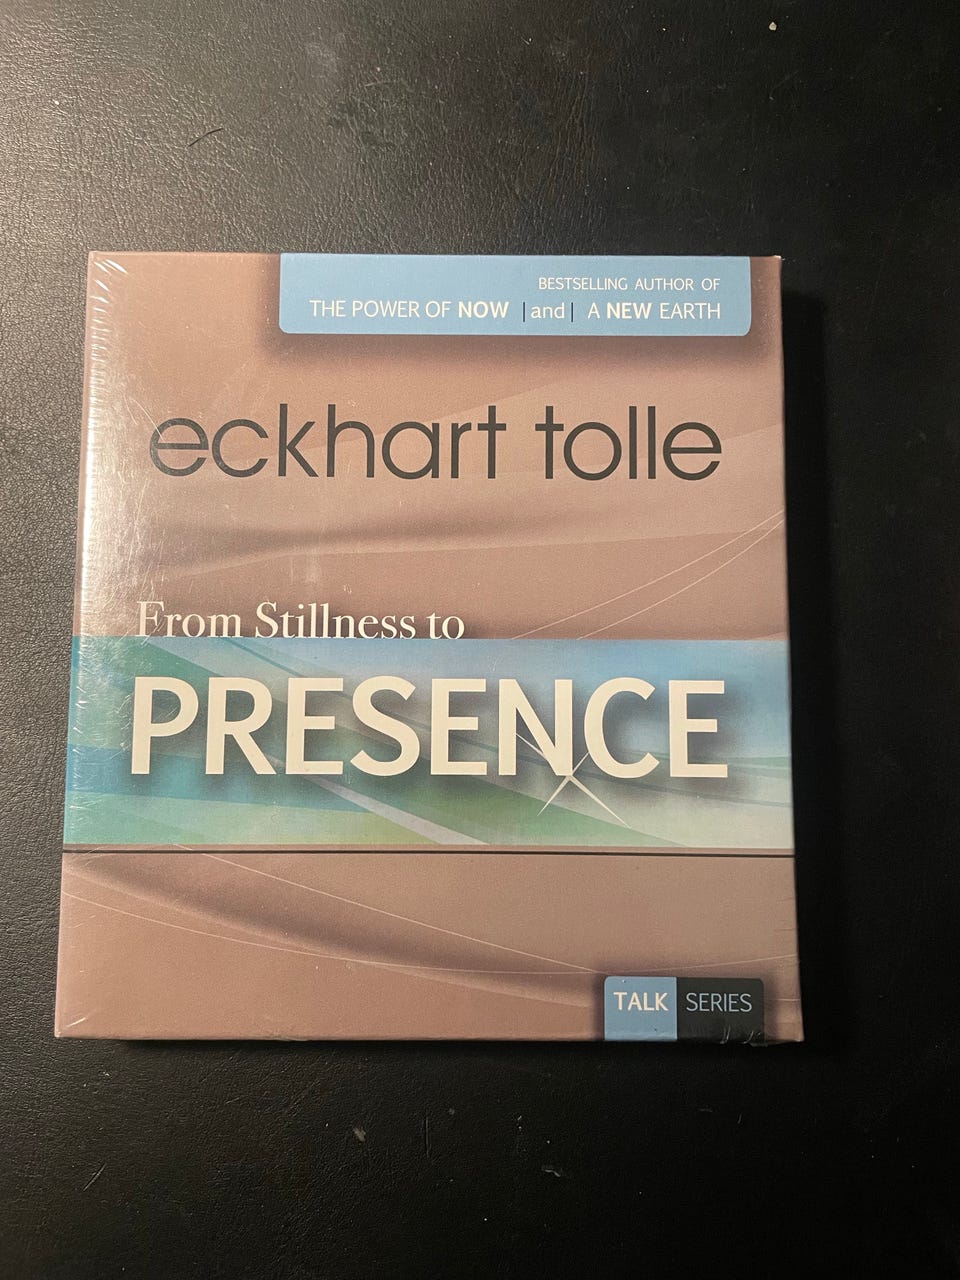 BESTSELLING AUTHOR OF
THE POWER OF NOW |and| A NEW EARTH
eckhart tolle
From Stillness to
PRESENCE
TALK SERIES